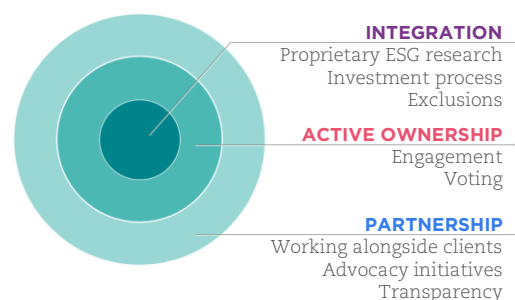 INTEGRATION
Proprietary ESG research
Investment process
Exclusions
ACTIVE OWNERSHIP
Engagement
Voting
PARTNERSHIP
Working alongside clients
Advocacy initiatives
Transparency